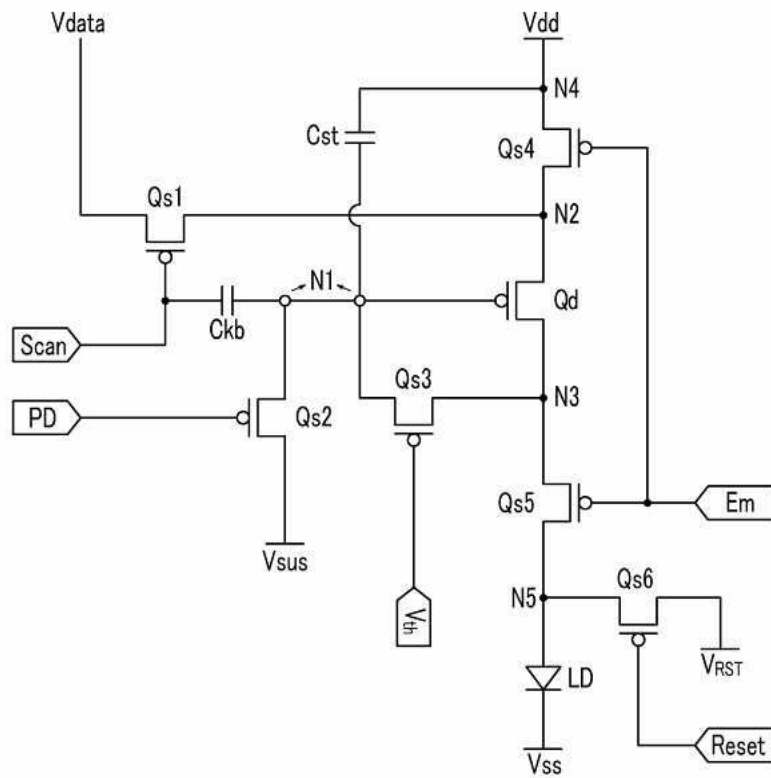 Vdata
Vdd
N4
Cst
Qs4
Qs1
N2
N1
Qd
Ckb
Scan
Qs3
N3
PD
Qs2
Qs5
Em
Vsus
Qs6
N5
Vth
LD
VRST
Reset
Vss